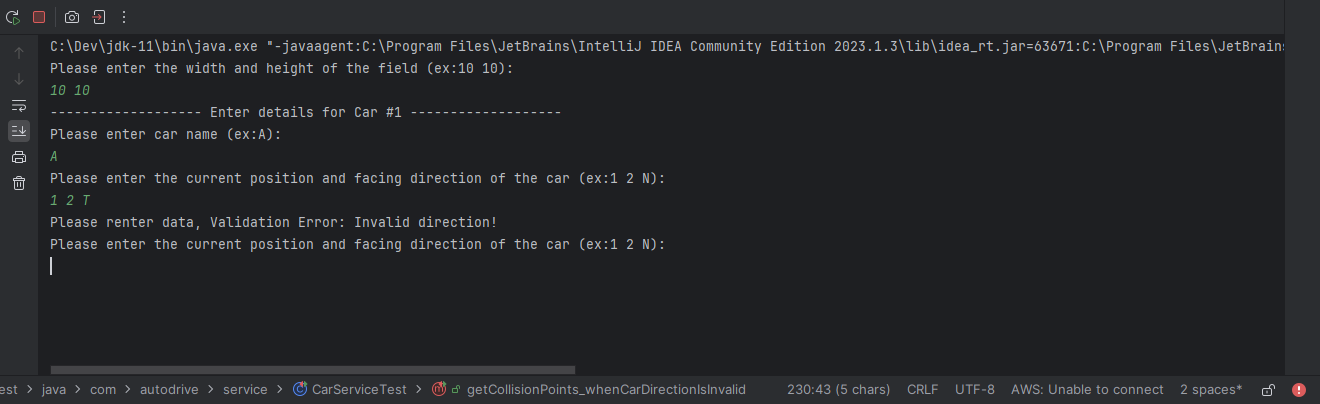 C:\Dev\jdk-11\bin\java.exe "-javaagent:C:\Program Files\JetBrains\IntelliJ IDEA Community Edition 2023.1.3\lib\idea_rt.jar=63671:C:\Program Files\JetBrains
Please enter the width and height of the field (ex:10 10):
10 10
------------------- Enter details for Car #1 -------------------
Please enter car name (ex:A):
A
Please enter the current position and facing direction of the car (ex:1 2 N):
1 2 T
Please renter data, Validation Error: Invalid direction!
Please enter the current position and facing direction of the car (ex:1 2 N):
est > java > com > autodrive > service > CarServiceTest > getCollisionPoints_whenCarDirectionIsInvalid 230:43 (5 chars) CRLF UTF-8 AWS: Unable to connect 2 spaces*